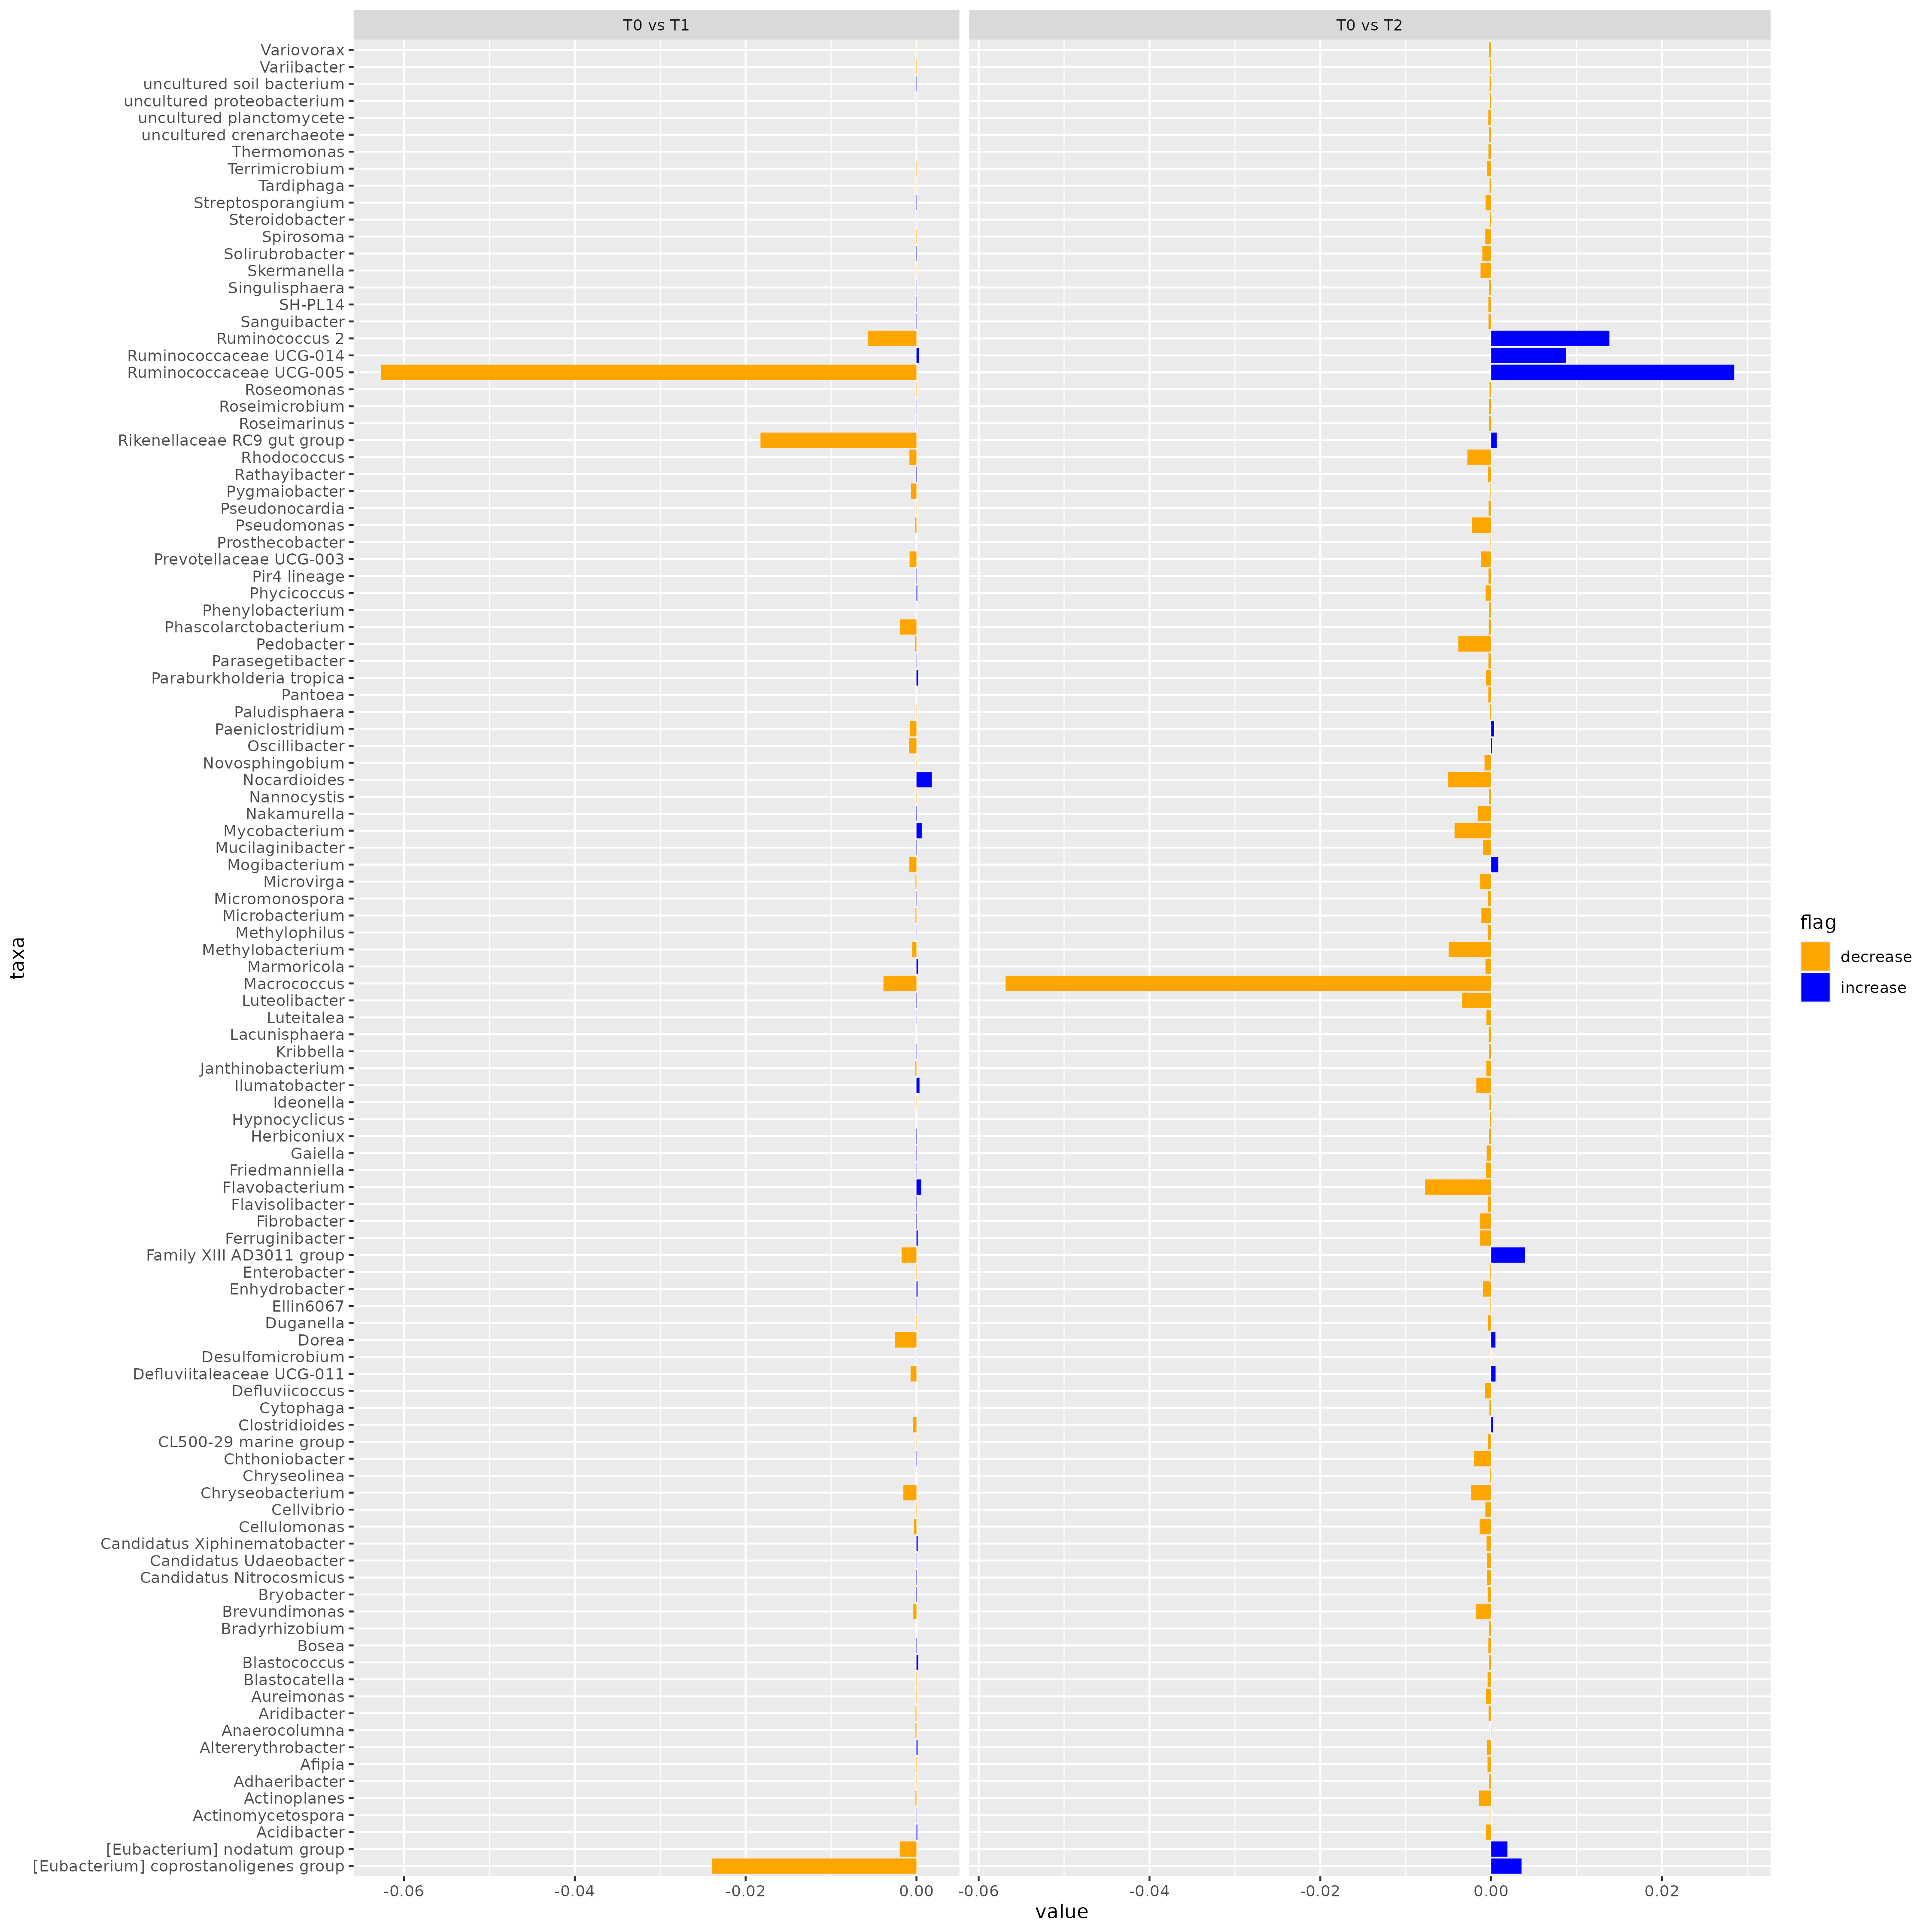 T0 vs T1
T0 vs T2
Variovorax
Variibacter
uncultured soil bacterium
uncultured proteobacterium
uncultured planctomycete
uncultured crenarchaeote
Thermomonas
Terrimicrobium
Tardiphaga
Streptosporangium
Steroidobacter
Spirosoma
Solirubrobacter
Skermanella
Singulisphaera
SH-PL14
Sanguibacter
Ruminococcus 2
Ruminococcaceae UCG-014
Ruminococcaceae UCG-005
Roseomonas
Roseimicrobium
Roseimarinus
Rikenellaceae RC9 gut group
Rhodococcus
Rathayibacter
Pygmaiobacter
Pseudonocardia
Pseudomonas
Prosthecobacter
Prevotellaceae UCG-003
Pir4 lineage
Phycicoccus
Phenylobacterium
Phascolarctobacterium
Pedobacter
Parasegetibacter
Paraburkholderia tropica
Pantoea
Paludisphaera
Paeniclostridium
Oscillibacter
Novosphingobium
Nocardioides
Nannocystis
Nakamurella
Mycobacterium
Mucilaginibacter
Mogibacterium
Microvirga
Micromonospora
Microbacterium
Methylophilus
Methylobacterium
Marmoricola
Macrococcus
Luteolibacter
Luteitalea
Lacunisphaera
Kribbella
Janthinobacterium
Ilumatobacter
Ideonella
Hypnocyclicus
Herbiconiux
Gaiella
Friedmanniella
Flavobacterium
Flavisolibacter
Fibrobacter
Ferruginibacter
Family XIII AD3011 group
Enterobacter
Enhydrobacter
Ellin6067
Duganella
Dorea
Desulfomicrobium
Defluviitaleaceae UCG-011
Defluviicoccus
Cytophaga
Clostridioides
CL500-29 marine group
Chthoniobacter
Chryseolinea
Chryseobacterium
Cellvibrio
Cellulomonas
Candidatus Xiphinematobacter
Candidatus Udaeobacter
Candidatus Nitrocosmicus
Bryobacter
Brevundimonas
Bradyrhizobium
Bosea
Blastococcus
Blastocatella
Aureimonas
Aridibacter
Anaerocolumna
Altererythrobacter
Afipia
Adhaeribacter
Actinoplanes
Actinomycetospora
Acidibacter
[Eubacterium] nodatum group
[Eubacterium] coprostanoligenes group
-0.06 -0.04 -0.02 0.00
-0.06 -0.04 -0.02 0.00 0.02
value
taxa
flag
decrease
increase